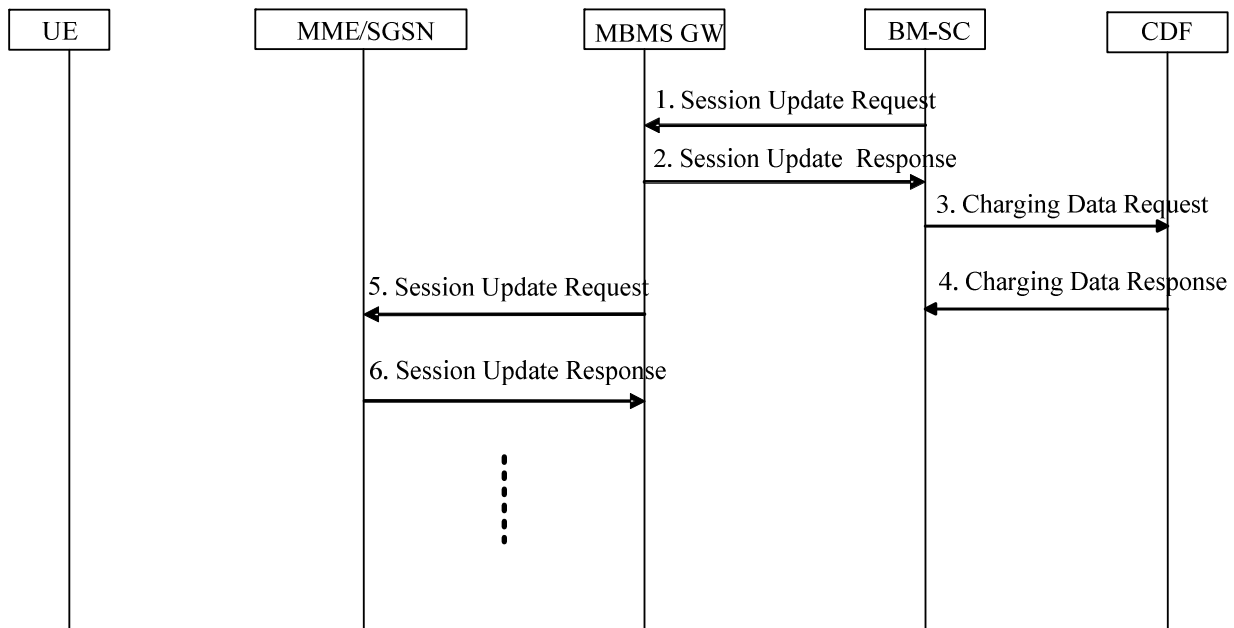 UE
MME/SGSN
MBMS GW
BM-SC
CDF
1. Session Update Request
2. Session Update Response
3. Charging Data Request
4. Charging Data Response
5. Session Update Request
6. Session Update Response